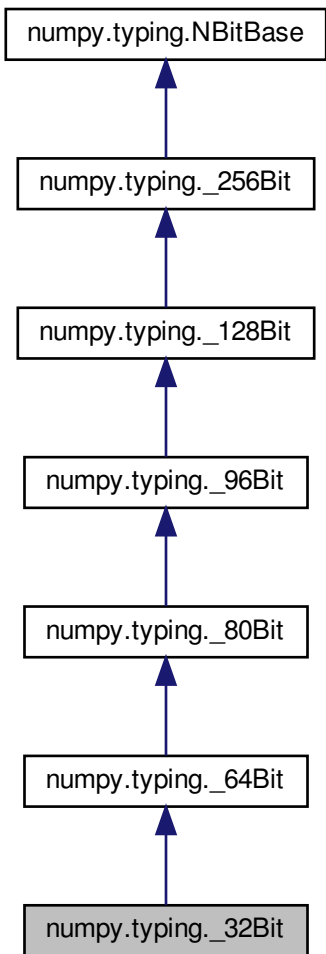 numpy.typing.NBitBase
numpy.typing._256Bit
numpy.typing._128Bit
numpy.typing._96Bit
numpy.typing._80Bit
numpy.typing._64Bit
numpy.typing._32Bit